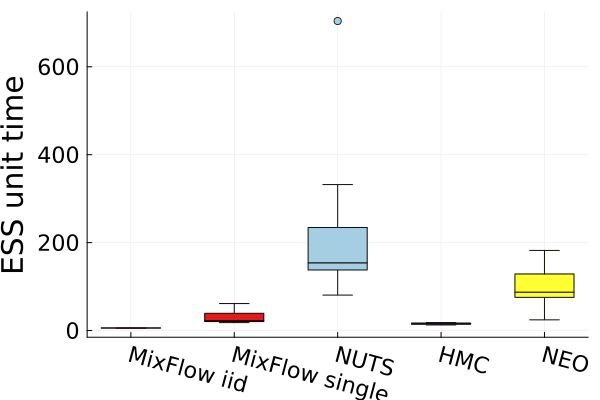 ESS unit time
600
400
200
0
MixFlow iid
MixFlow single
NUTS
HMC
NEO